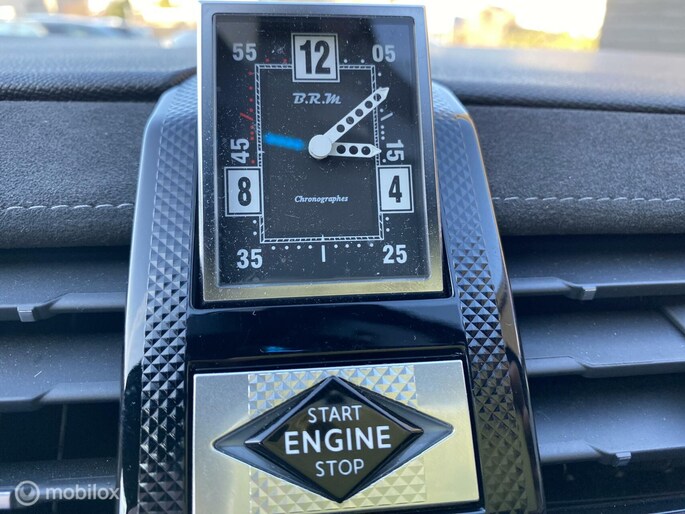 55 12 05
B.R.M
45 15
8 4
Chronographes
35 25
START
ENGINE
STOP
mobilox